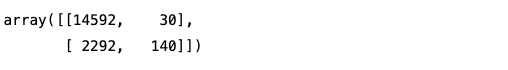 array([[14592,    30],
       [ 2292,   140]])